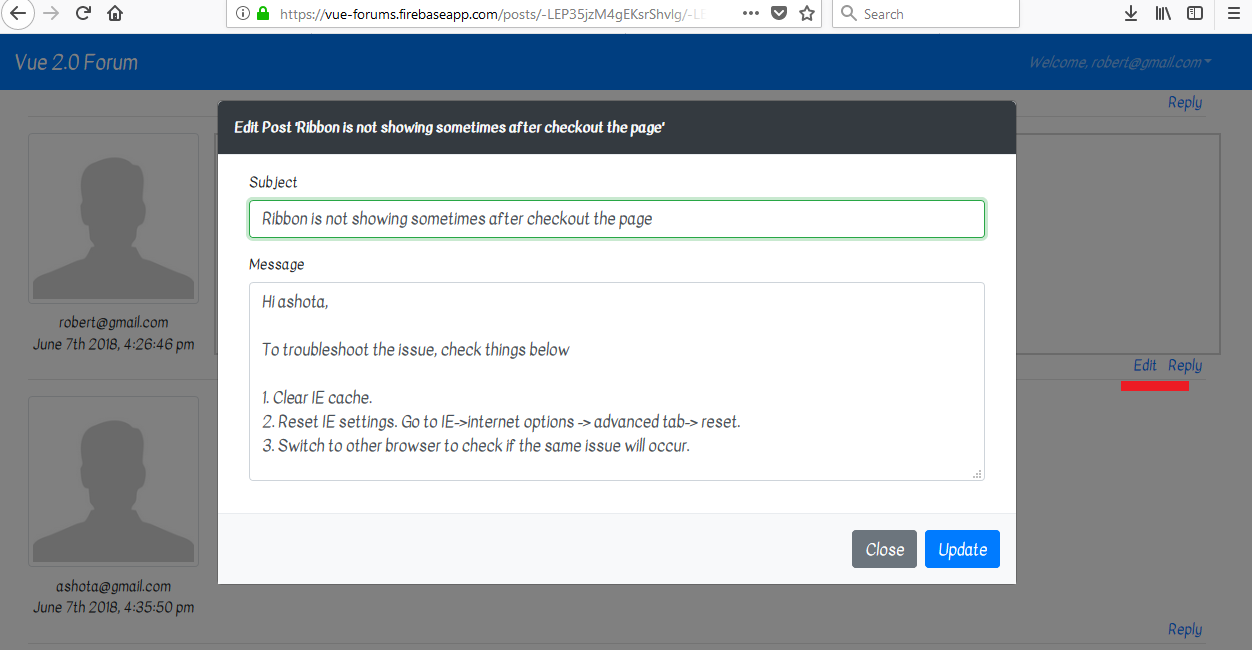 https://vue-forums.firebaseapp.com/posts/-LEP35jzM4gEKsrShvlg/-LE
Search
Vue 2.0 Forum
Welcome, robert@gmail.com
Reply
Edit Post 'Ribbon is not showing sometimes after checkout the page'
Subject
Ribbon is not showing sometimes after checkout the page
Message
Hi ashota,
To troubleshoot the issue, check things below
1. Clear IE cache.
2. Reset IE settings. Go to IE->internet options -> advanced tab-> reset.
3. Switch to other browser to check if the same issue will occur.
Close
Update
robert@gmail.com
June 7th 2018, 4:26:46 pm
Edit Reply
ashota@gmail.com
June 7th 2018, 4:35:50 pm
Reply